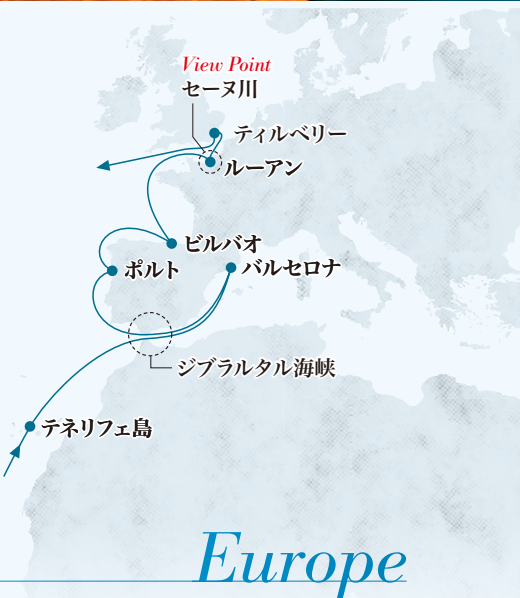 View Point
セーヌ川
ティルベリー
ルーアン
ビルバオ
ポルト
バルセロナ
ジブラルタル海峡
テネリフェ島
Europe